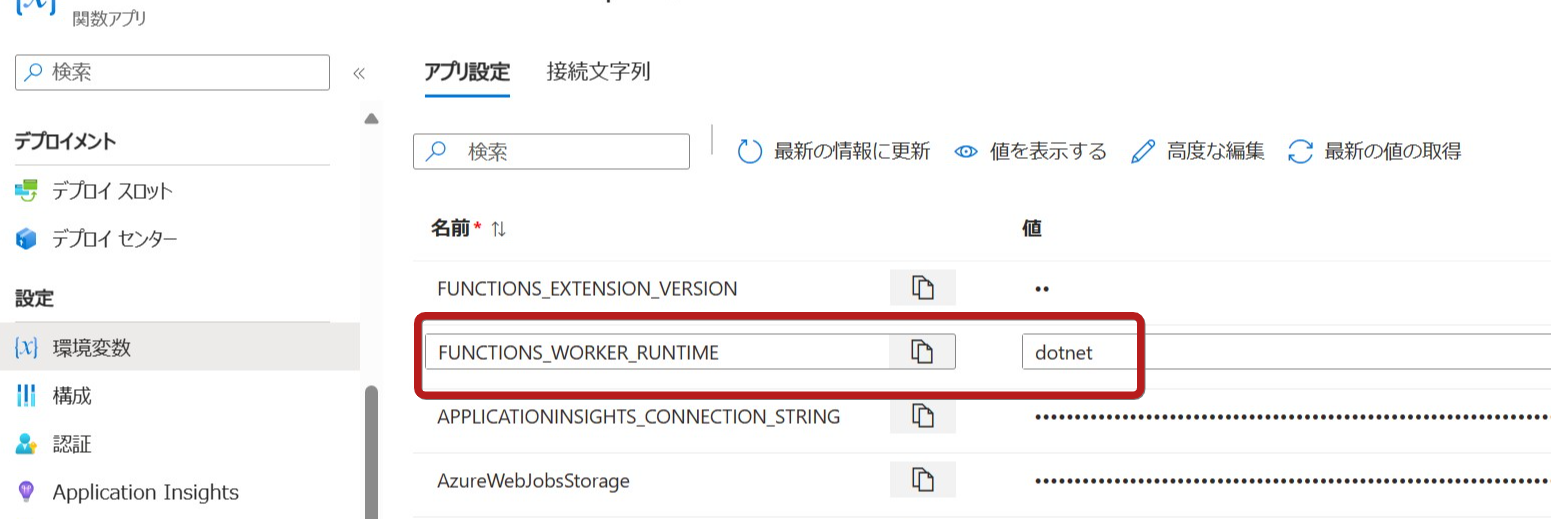 関数アプリ
検索
«
デプロイメント
デプロイ スロット
デプロイ センター
設定
環境変数
構成
認証
Application Insights
アプリ設定 接続文字列
検索 最新の情報に更新 値を表示する 高度な編集 最新の値の取得
名前* ↑↓ 値
FUNCTIONS_EXTENSION_VERSION ••
FUNCTIONS_WORKER_RUNTIME dotnet
APPLICATIONINSIGHTS_CONNECTION_STRING
AzureWebJobsStorage